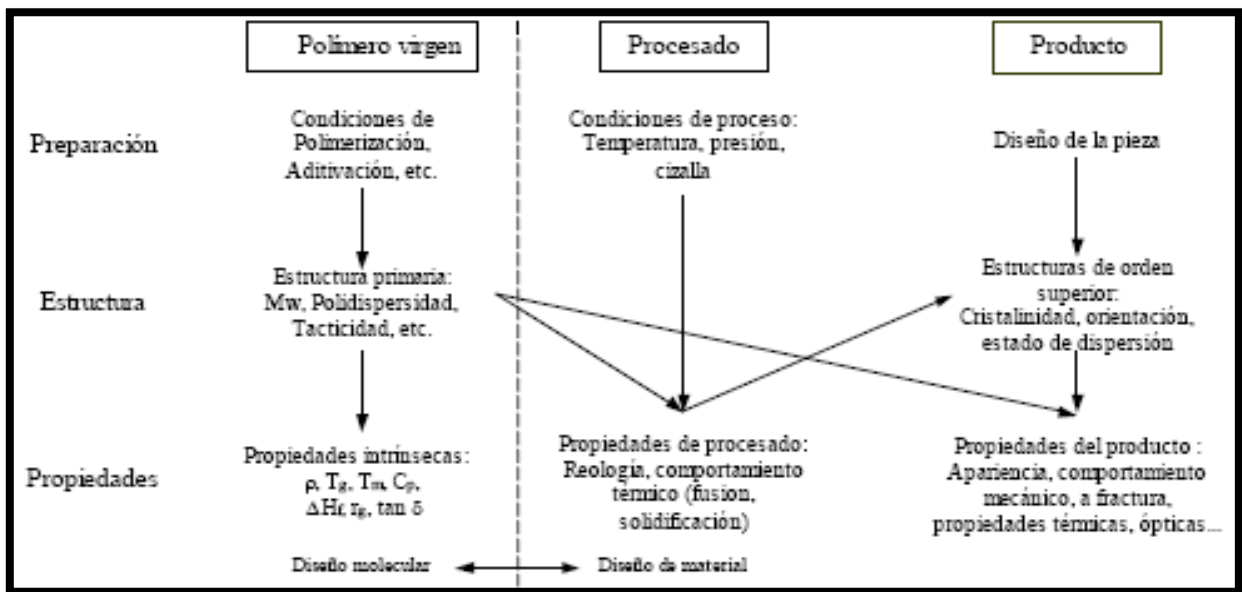 Polímero virgen
Procesado
Producto
Preparación
Condiciones de
Polimerización,
Aditivación, etc.
Condiciones de proceso:
Temperatura, presión,
cizalla
Diseño de la pieza
Estructura
Estructura primaria:
Mw, Polidispersidad,
Tacticidad, etc.
Estructuras de orden
superior:
Cristalinidad, orientación,
estado de dispersión
Propiedades
Propiedades intrínsecas:
ρ, Tg, Tm, Cp,
ΔHf, rg, tan δ
Propiedades de procesado:
Reología, comportamiento
térmico (fusion,
solidificación)
Propiedades del producto :
Apariencia, comportamiento
mecánico, a fractura,
propiedades térmicas, ópticas...
Diseño molecular
Diseño de material